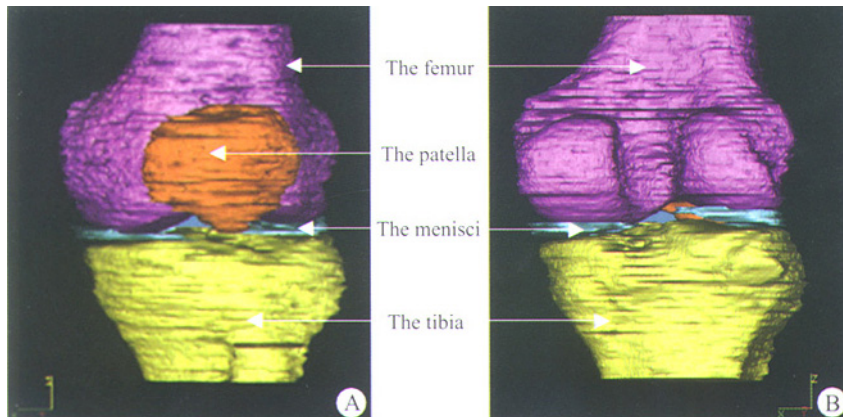 The femur
The patella
The menisci
The tibia
A
B